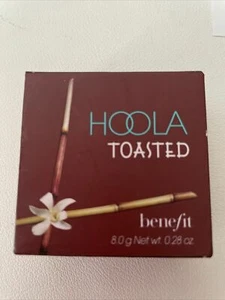 HOOLA
TOASTED
benefit
8.0 g Net wt. 0.28 oz.